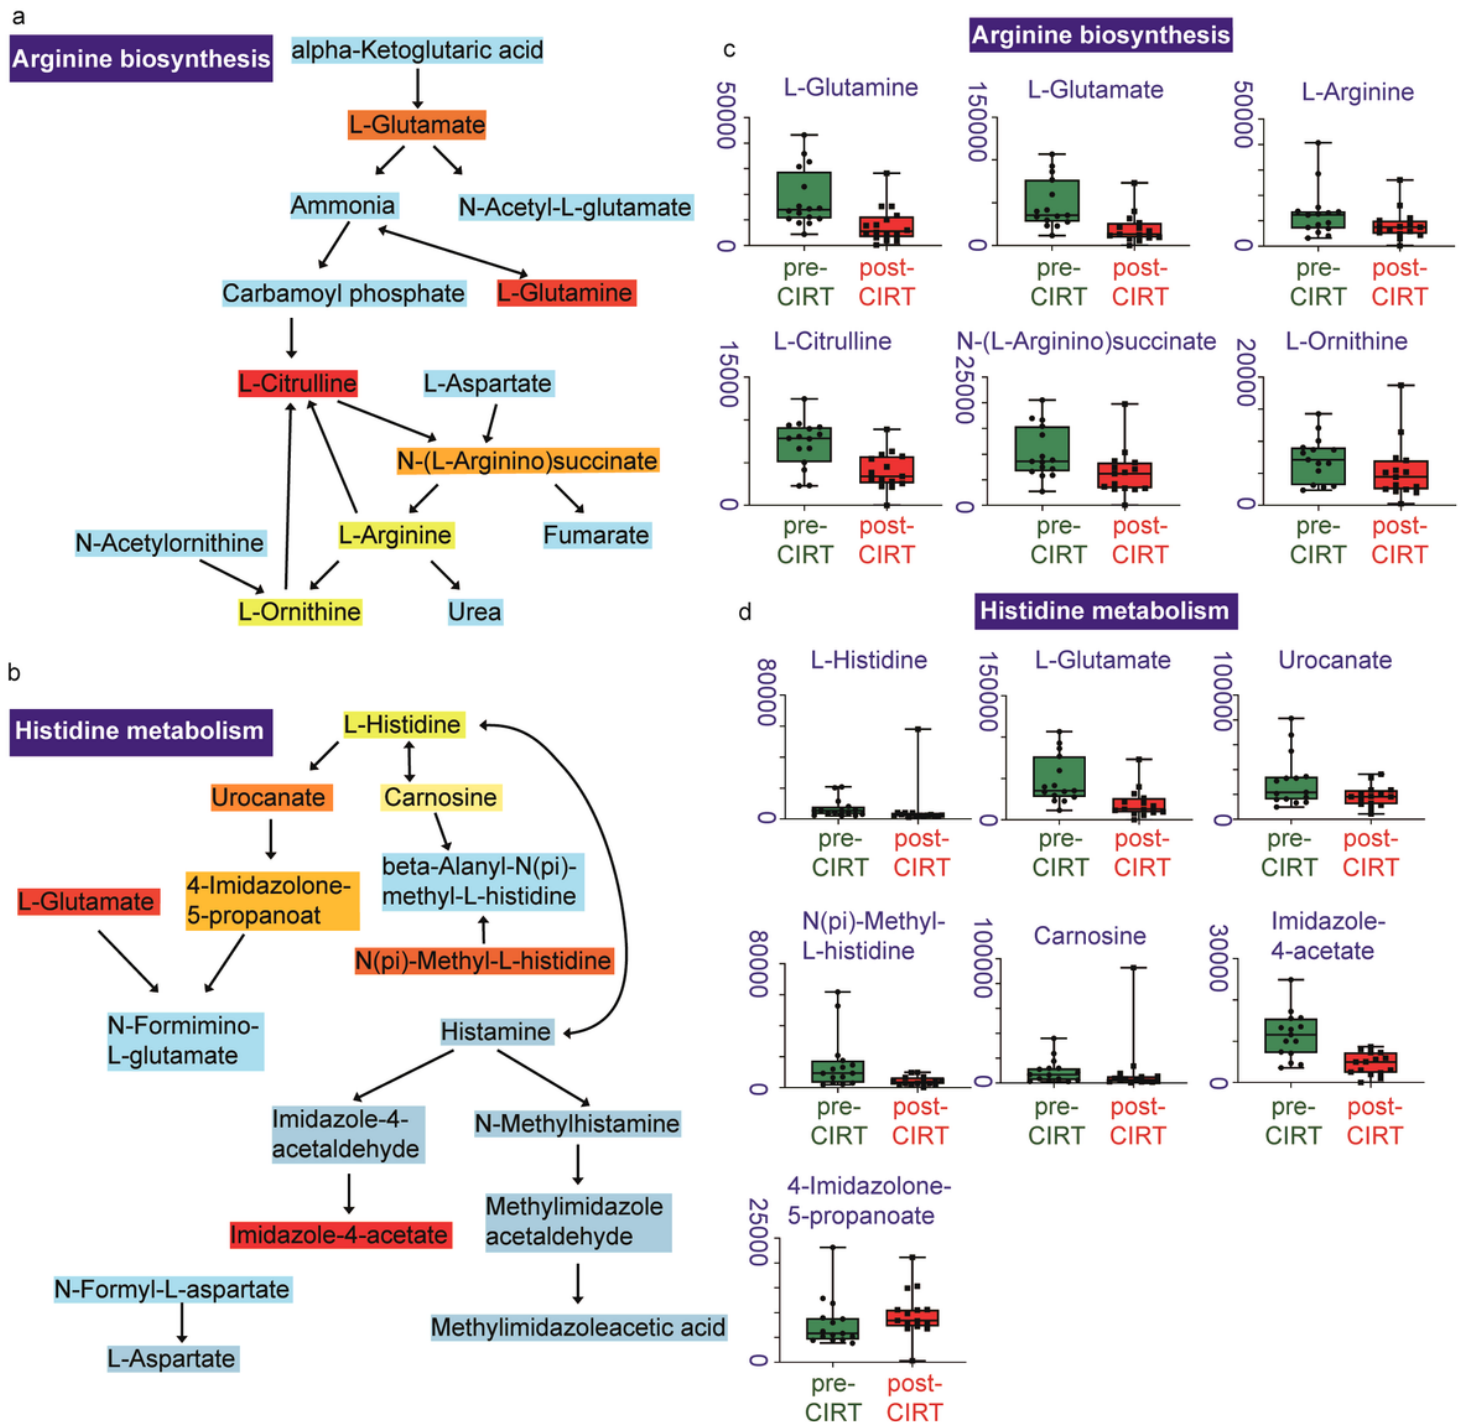 a
Arginine biosynthesis
alpha-Ketoglutaric acid
L-Glutamate
Ammonia
N-Acetyl-L-glutamate
Carbamoyl phosphate
L-Glutamine
L-Citrulline
L-Aspartate
N-(L-Arginino)succinate
N-Acetylornithine
L-Arginine
Fumarate
L-Ornithine
Urea
b
Histidine metabolism
L-Histidine
Urocanate
Carnosine
L-Glutamate
4-Imidazolone-
5-propanoat
beta-Alanyl-N(pi)-
methyl-L-histidine
N(pi)-Methyl-L-histidine
N-Formimino-
L-glutamate
Histamine
Imidazole-4-
acetaldehyde
N-Methylhistamine
Imidazole-4-acetate
Methylimidazole
acetaldehyde
N-Formyl-L-aspartate
L-Aspartate
Methylimidazoleacetic acid
c
Arginine biosynthesis
L-Glutamine
50000
0
pre-
CIRT
post-
CIRT
L-Glutamate
150000
0
pre-
CIRT
post-
CIRT
L-Arginine
500000
0
pre-
CIRT
post-
CIRT
L-Citrulline
15000
0
pre-
CIRT
post-
CIRT
N-(L-Arginino)succinate
25000
0
pre-
CIRT
post-
CIRT
L-Ornithine
20000
0
pre-
CIRT
post-
CIRT
d
Histidine metabolism
L-Histidine
80000
0
pre-
CIRT
post-
CIRT
L-Glutamate
150000
0
pre-
CIRT
post-
CIRT
Urocanate
100000
0
pre-
CIRT
post-
CIRT
N(pi)-Methyl-
L-histidine
80000
0
pre-
CIRT
post-
CIRT
Carnosine
100000
0
pre-
CIRT
post-
CIRT
Imidazole-
4-acetate
30000
0
pre-
CIRT
post-
CIRT
4-Imidazolone-
5-propanoate
25000
0
pre-
CIRT
post-
CIRT